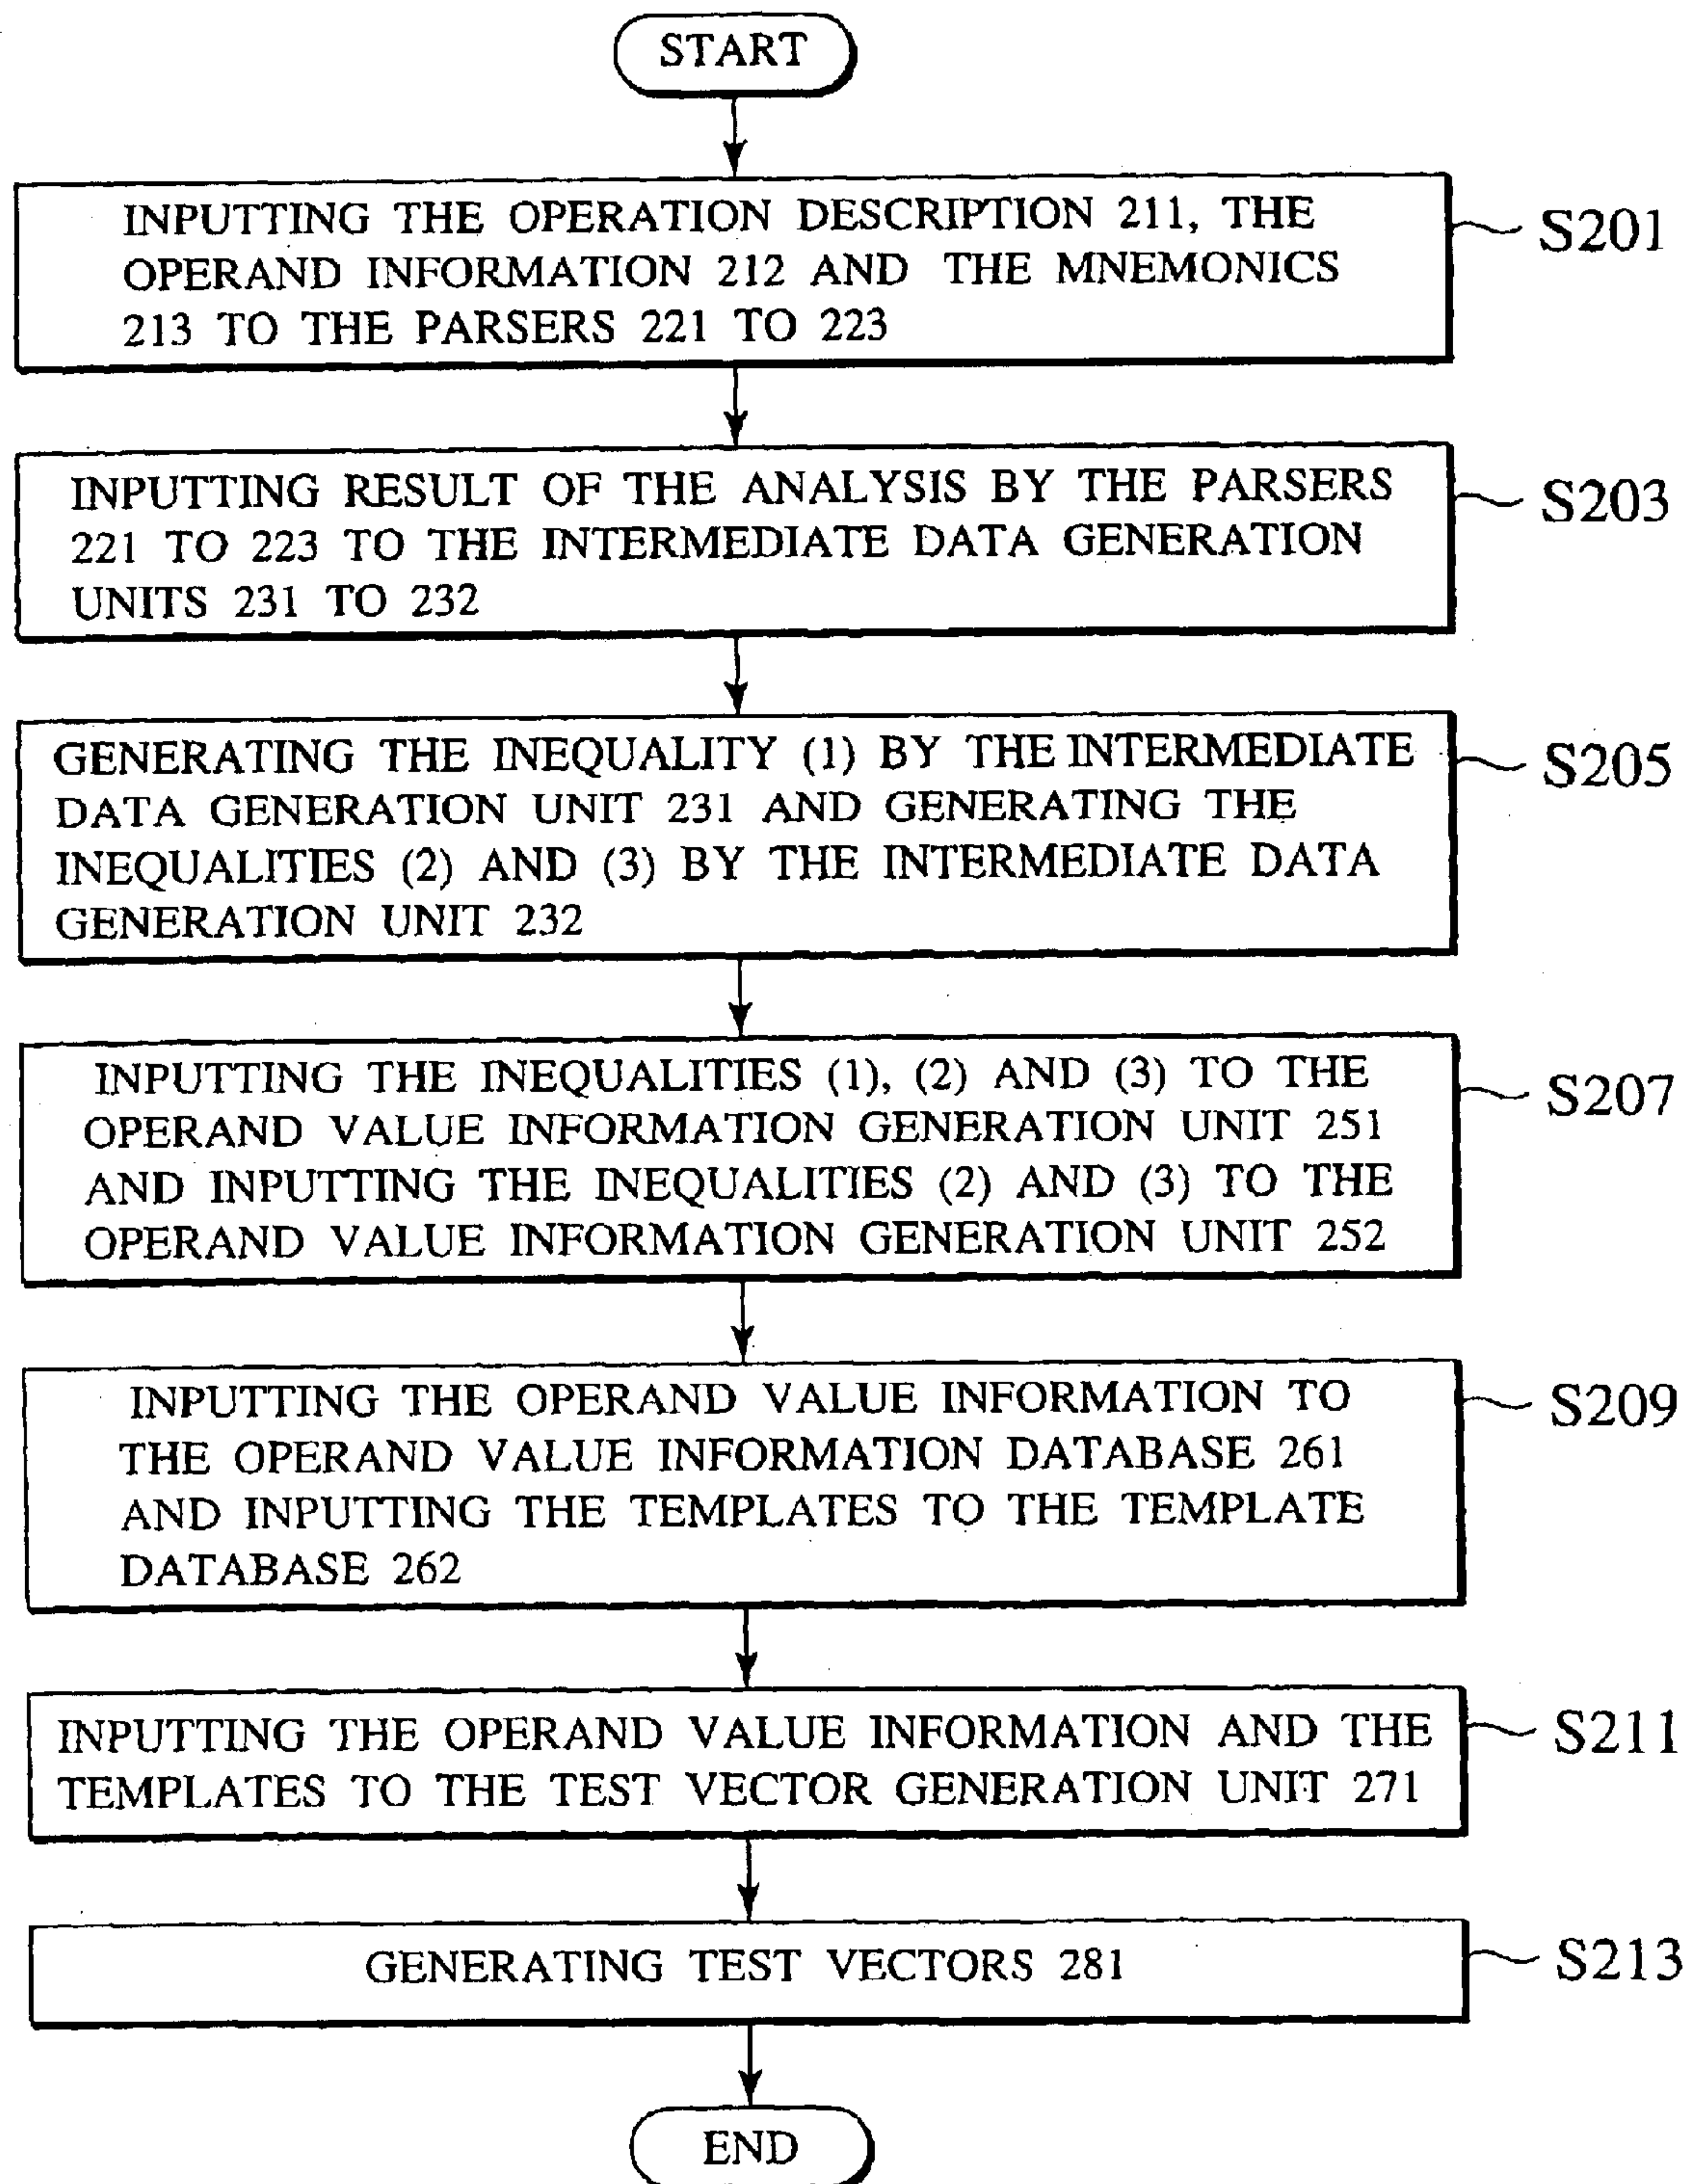 START
INPUTTING THE OPERATION DESCRIPTION 211, THE
OPERAND INFORMATION 212 AND THE MNEMONICS
213 TO THE PARSERS 221 TO 223
S201
INPUTTING RESULT OF THE ANALYSIS BY THE PARSERS
221 TO 223 TO THE INTERMEDIATE DATA GENERATION
UNITS 231 TO 232
S203
GENERATING THE INEQUALITY (1) BY THE INTERMEDIATE
DATA GENERATION UNIT 231 AND GENERATING THE
INEQUALITIES (2) AND (3) BY THE INTERMEDIATE DATA
GENERATION UNIT 232
S205
INPUTTING THE INEQUALITIES (1), (2) AND (3) TO THE
OPERAND VALUE INFORMATION GENERATION UNIT 251
AND INPUTTING THE INEQUALITIES (2) AND (3) TO THE
OPERAND VALUE INFORMATION GENERATION UNIT 252
S207
INPUTTING THE OPERAND VALUE INFORMATION TO
THE OPERAND VALUE INFORMATION DATABASE 261
AND INPUTTING THE TEMPLATES TO THE TEMPLATE
DATABASE 262
S209
INPUTTING THE OPERAND VALUE INFORMATION AND THE
TEMPLATES TO THE TEST VECTOR GENERATION UNIT 271
S211
GENERATING TEST VECTORS 281
S213
END